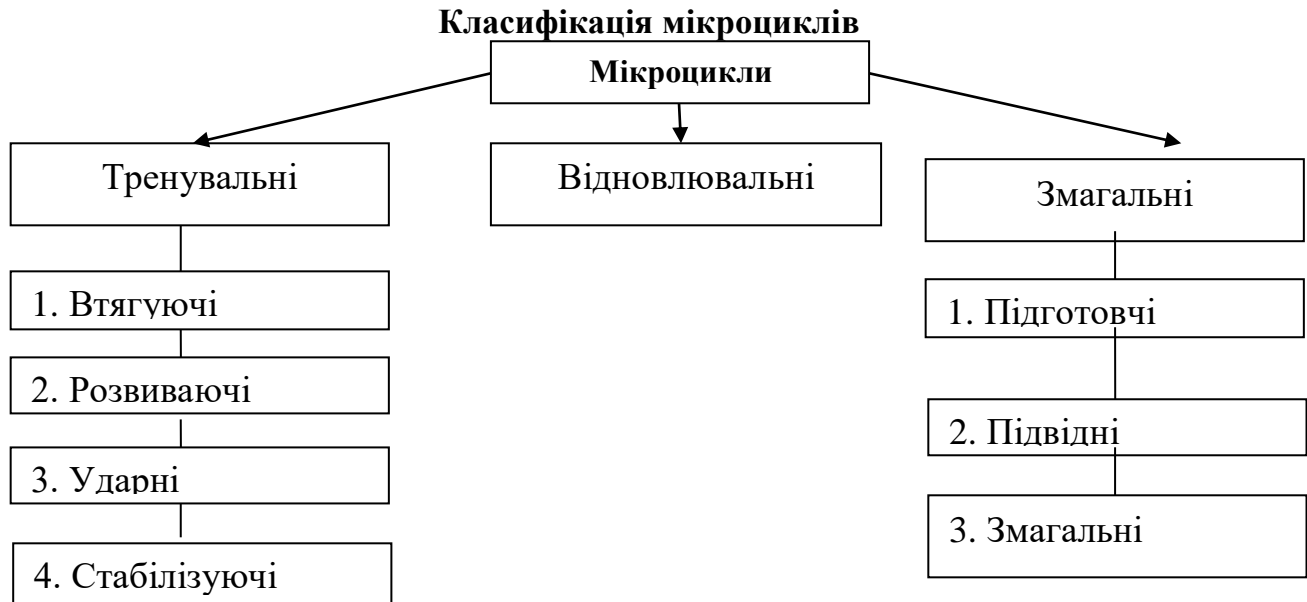 Класифікація мікроциклів
Мікроцикли
Тренувальні
Відновлювальні
Змагальні
1. Втягуючі
2. Розвиваючі
3. Ударні
4. Стабілізуючі
1. Підготовчі
2. Підвідні
3. Змагальні